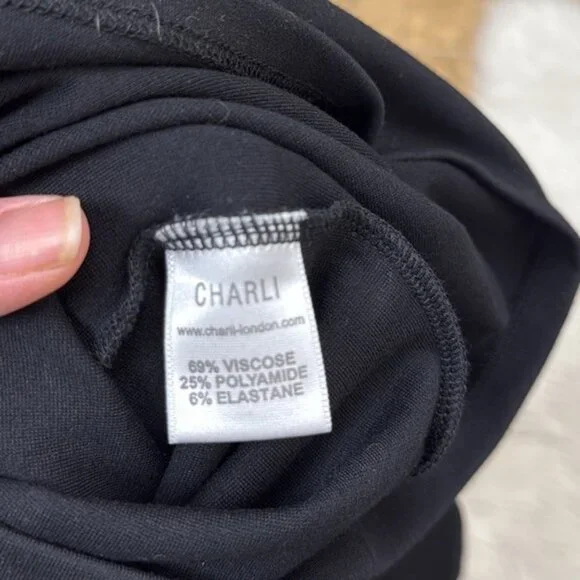 CHARLI
www.charli-london.com
69% VISCOSE
25% POLYAMIDE
6% ELASTANE